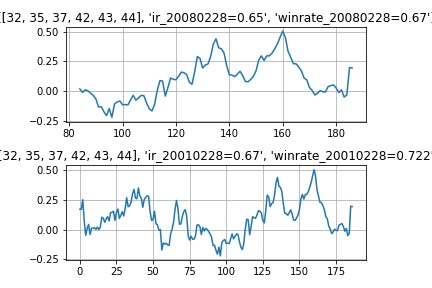 [[32, 35, 37, 42, 43, 44], 'ir_20080228=0.65', 'winrate_20080228=0.67']
0.50
0.25
0.00
−0.25
80 100 120 140 160 180
[32, 35, 37, 42, 43, 44], 'ir_20010228=0.67', 'winrate_20010228=0.722'
0.50
0.25
0.00
−0.25
0 25 50 75 100 125 150 175